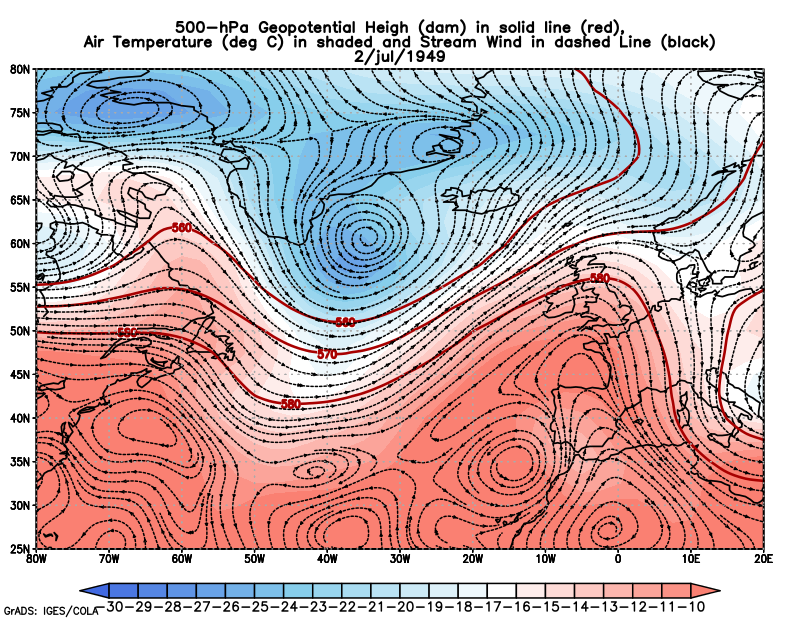 500-hPa Geopotential Heigh (dam) in solid line (red),
Air Temperature (deg C) in shaded and Stream Wind in dashed Line (black)
2/jul/1949
80N
75N
70N
65N
60N
55N
50N
45N
40N
35N
30N
25N
560
580
560
570
580
80W 70W 60W 50W 40W 30W 20W 10W 0 10E 20E
-30 -29 -28 -27 -26 -25 -24 -23 -22 -21 -20 -19 -18 -17 -16 -15 -14 -13 -12 -11 -10
GrADS: IGES/COLA